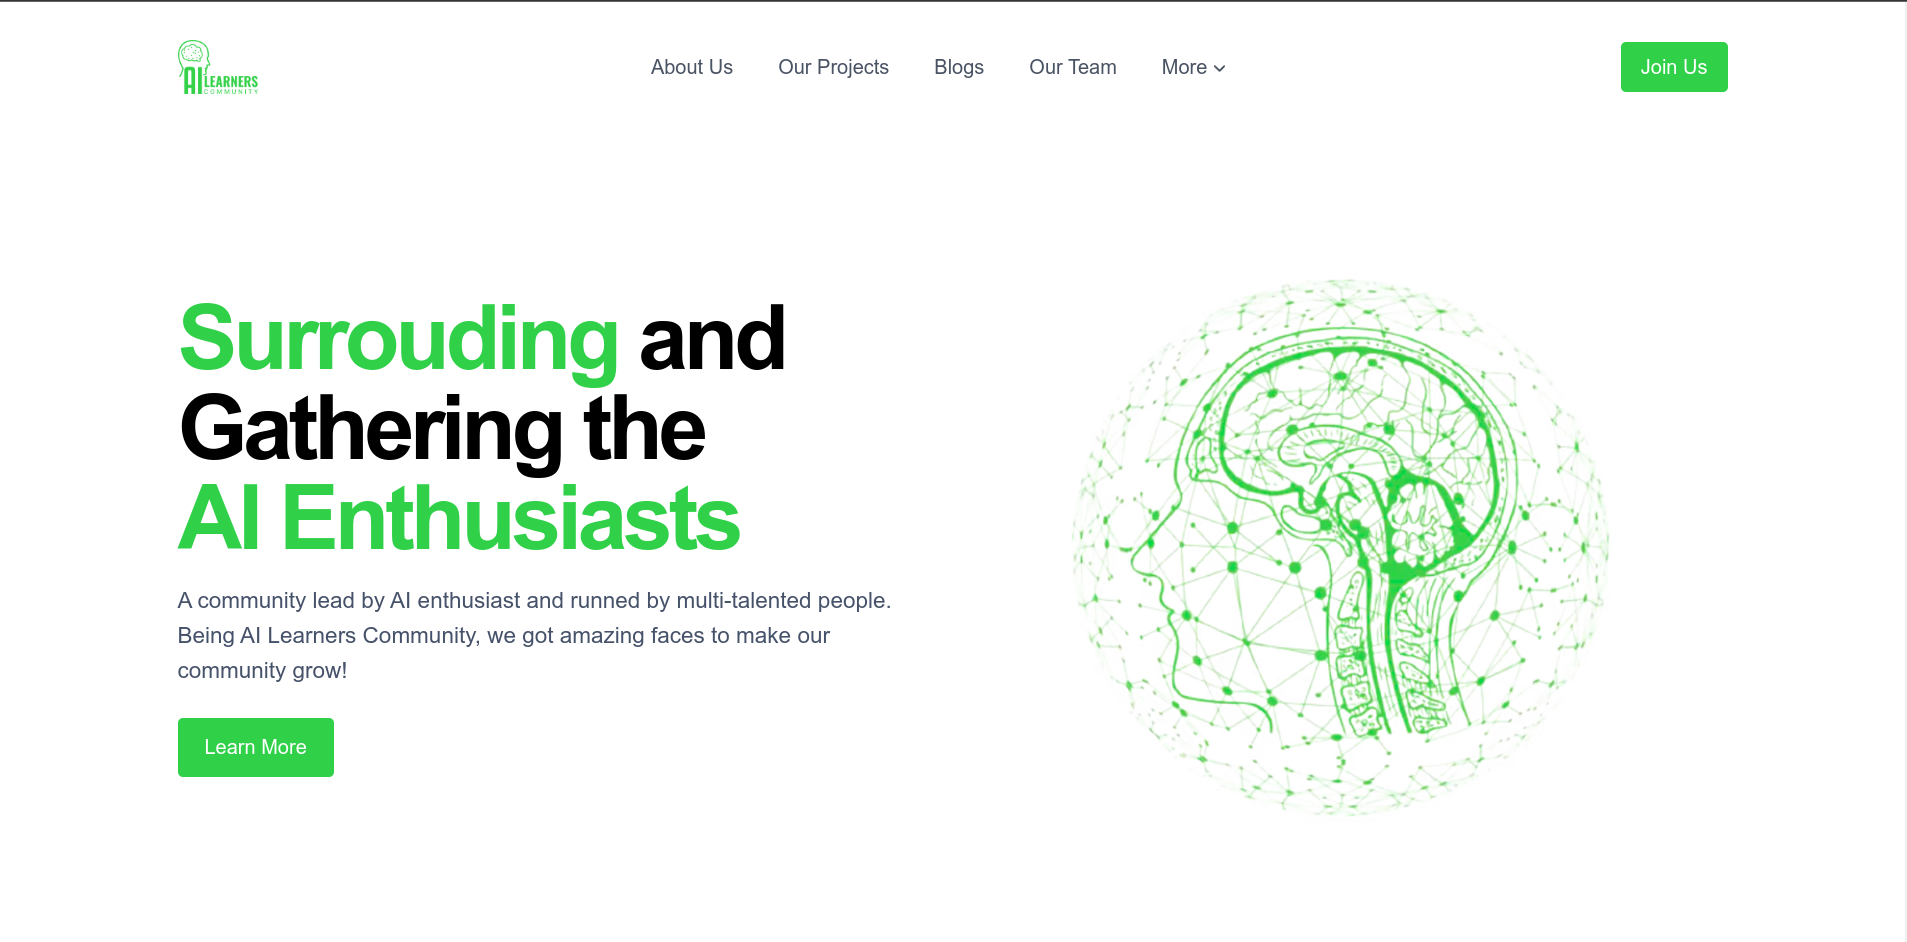 AI LEARNERS
COMMUNITY
About Us
Our Projects
Blogs
Our Team
More
Join Us
Surrouding and
Gathering the
AI Enthusiasts
A community lead by AI enthusiast and runned by multi-talented people.
Being AI Learners Community, we got amazing faces to make our
community grow!
Learn More